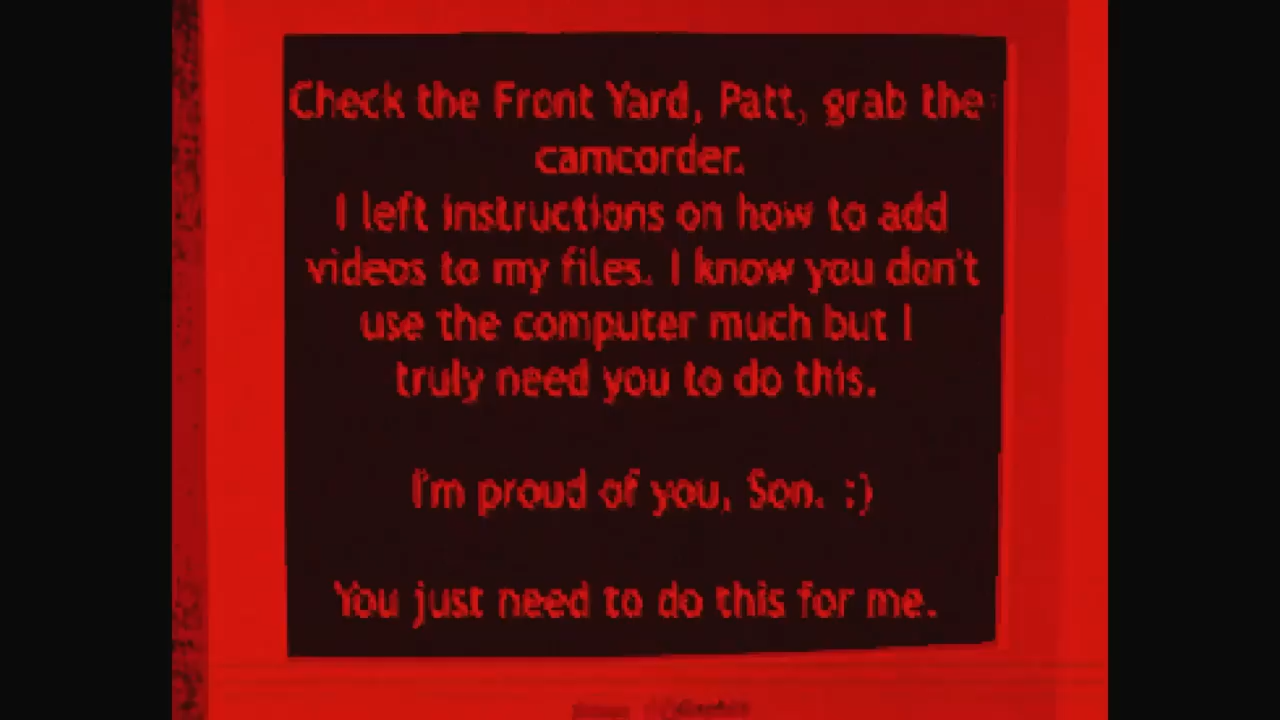 Check the Front Yard, Patt, grab the
camcorder.
I left instructions on how to add
videos to my files. I know you don't
use the computer much but I
truly need you to do this.
I'm proud of you, Son. :)
You just need to do this for me.